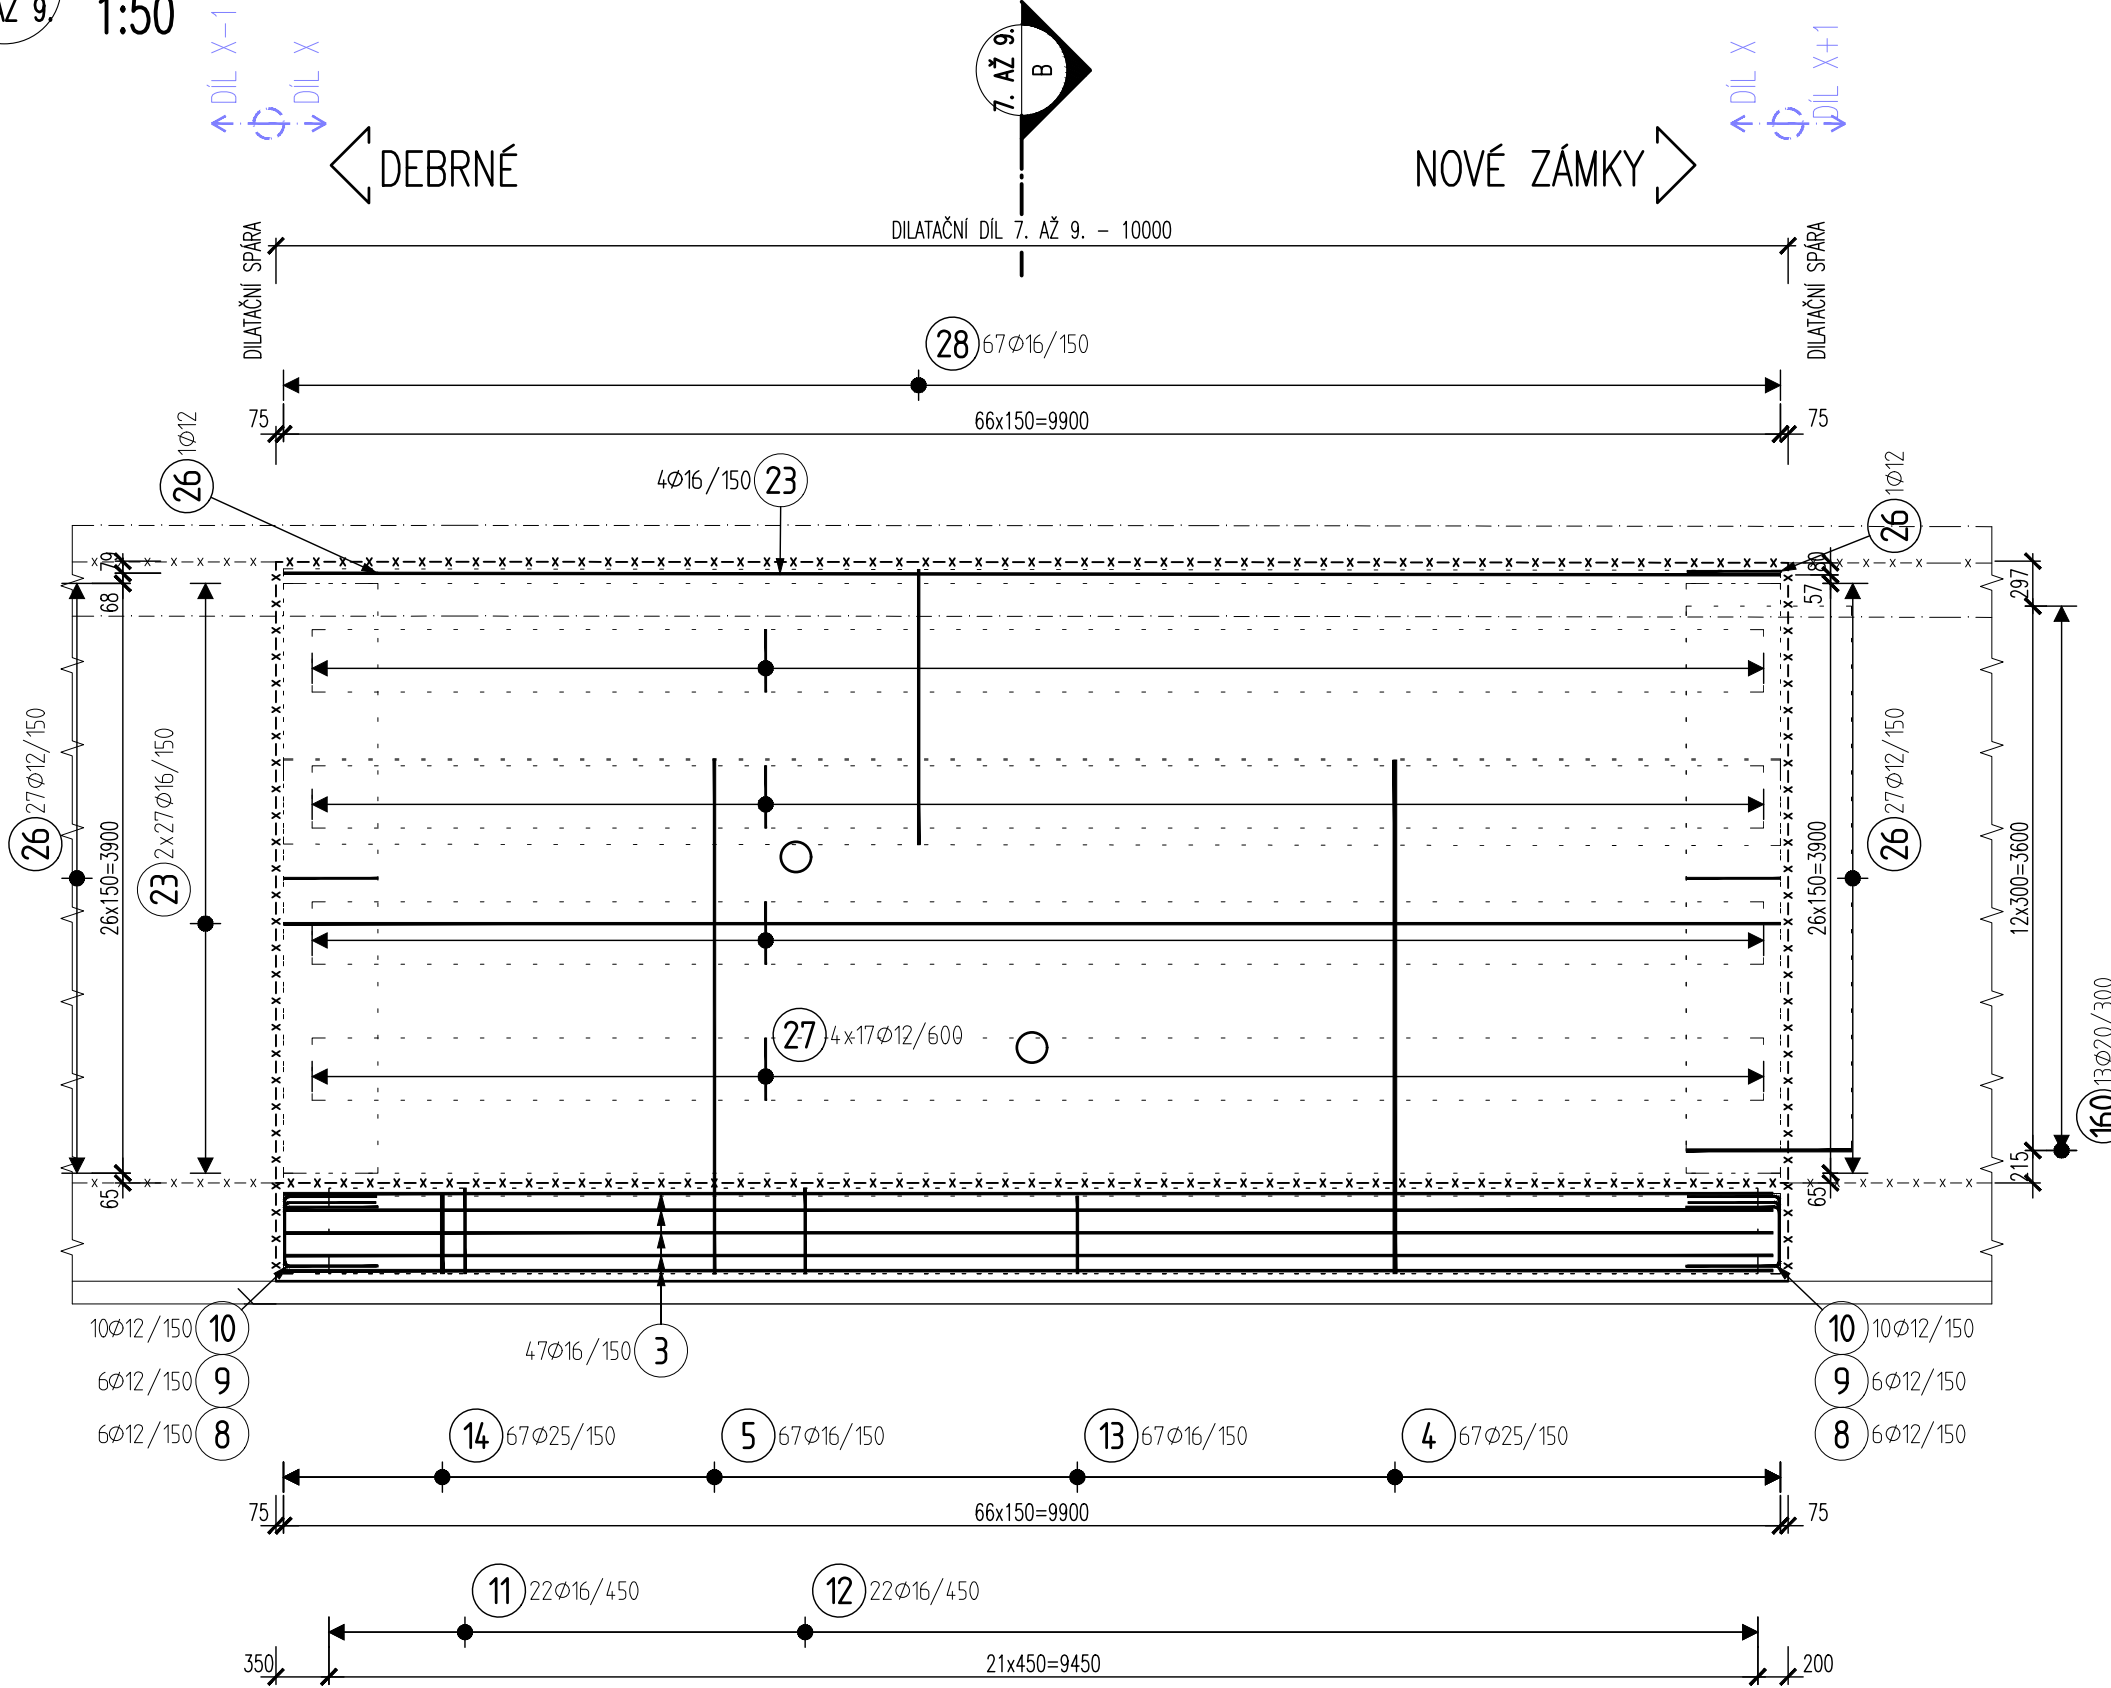 AŽ 9.
1:50
DÍL X-1
DÍL X
7. AŽ 9.
B
DÍL X
DÍL X+1
DEBRNÉ
NOVÉ ZÁMKY
DILATAČNÍ SPÁRA
DILATAČNÍ DÍL 7. AŽ 9. - 10000
DILATAČNÍ SPÁRA
28 67Ø16/150
75
66x150=9900
75
26 1Ø12
4Ø16/150 23
26 1Ø12
79
68
80
57
297
26 27Ø12/150
26x150=3900
23 2x27Ø16/150
26x150=3900
26 27Ø12/150
12x300=3600
160 13Ø20/300
27 4x17Ø12/600
65
65
215
10Ø12/150 10
6Ø12/150 9
6Ø12/150 8
47Ø16/150 3
10 10Ø12/150
9 6Ø12/150
8 6Ø12/150
14 67Ø25/150
5 67Ø16/150
13 67Ø16/150
4 67Ø25/150
75
66x150=9900
75
11 22Ø16/450
12 22Ø16/450
350
21x450=9450
200